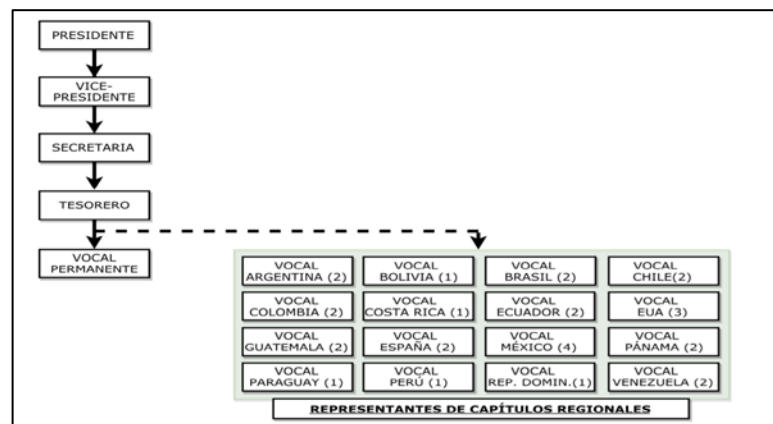 PRESIDENTE
VICE-
PRESIDENTE
SECRETARIA
TESORERO
VOCAL
PERMANENTE
VOCAL
ARGENTINA (2)
VOCAL
BOLIVIA (1)
VOCAL
BRASIL (2)
VOCAL
CHILE(2)
VOCAL
COLOMBIA (2)
VOCAL
COSTA RICA (1)
VOCAL
ECUADOR (2)
VOCAL
EUA (3)
VOCAL
GUATEMALA (2)
VOCAL
ESPAÑA (2)
VOCAL
MÉXICO (4)
VOCAL
PÁNAMA (2)
VOCAL
PARAGUAY (1)
VOCAL
PERÚ (1)
VOCAL
REP. DOMIN.(1)
VOCAL
VENEZUELA (2)
REPRESENTANTES DE CAPÍTULOS REGIONALES